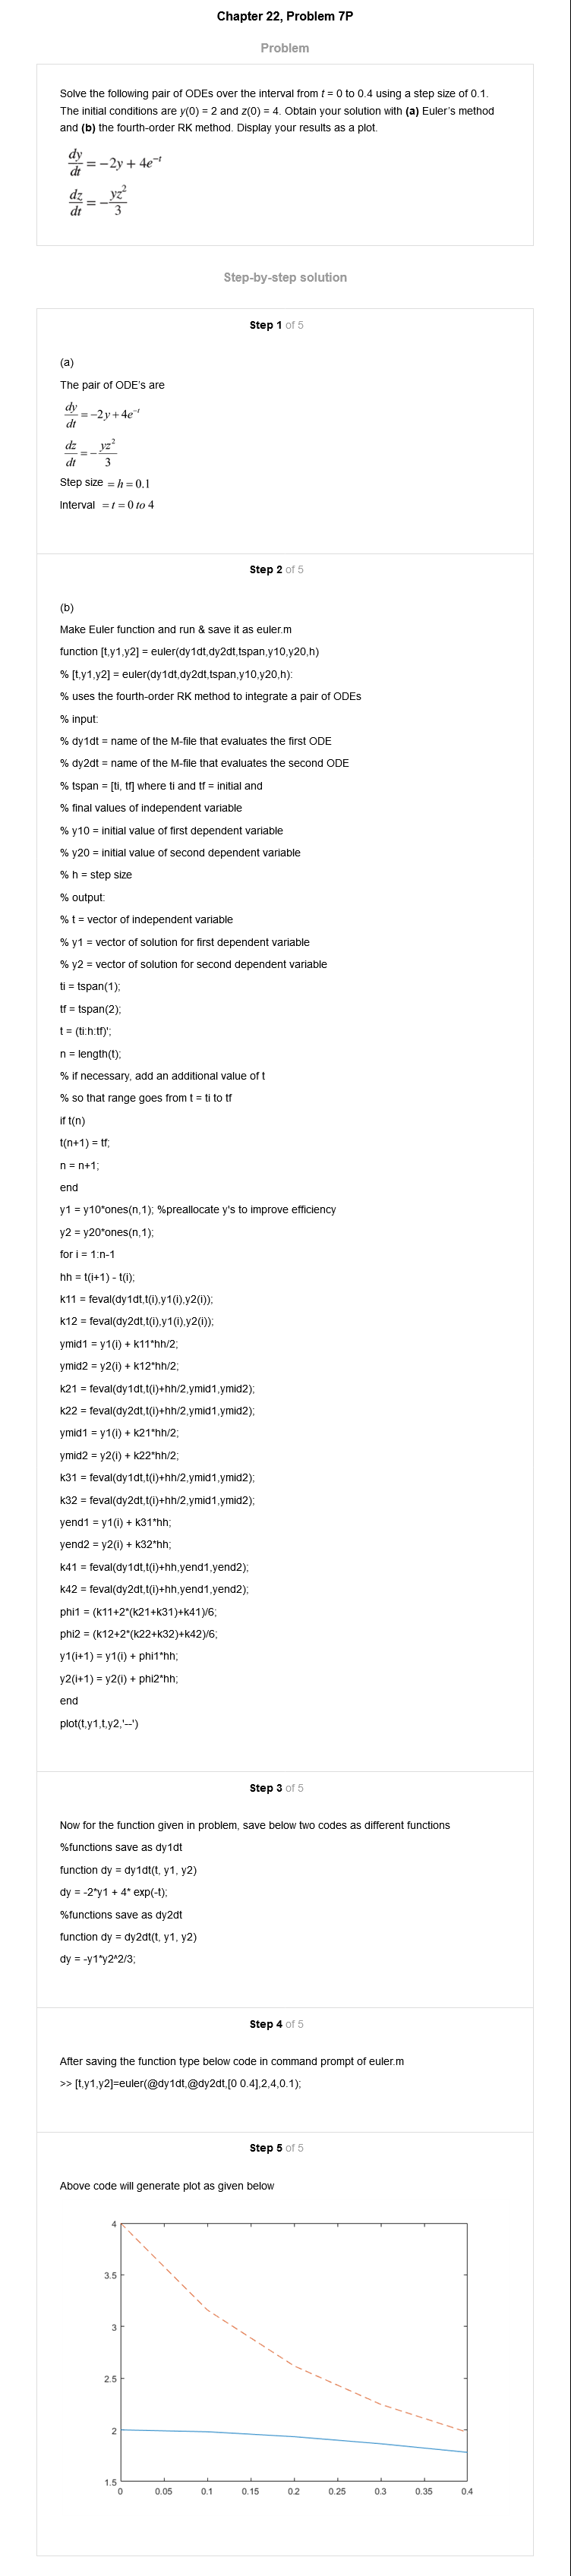 Chapter 22, Problem 7P
Problem
Solve the following pair of ODEs over the interval from t = 0 to 0.4 using a step size of 0.1.
The initial conditions are y(0) = 2 and z(0) = 4. Obtain your solution with (a) Euler's method
and (b) the fourth-order RK method. Display your results as a plot.
dy/dt = −2y + 4e^−t
dz/dt = −yz²/3
Step-by-step solution
Step 1 of 5
(a)
The pair of ODE's are
dy/dt = −2y + 4e^−t
dz/dt = −yz²/3
Step size = h = 0.1
Interval = t = 0 to 4
Step 2 of 5
(b)
Make Euler function and run & save it as euler.m
function [t,y1,y2] = euler(dy1dt,dy2dt,tspan,y10,y20,h)
% [t,y1,y2] = euler(dy1dt,dy2dt,tspan,y10,y20,h):
% uses the fourth-order RK method to integrate a pair of ODEs
% input:
% dy1dt = name of the M-file that evaluates the first ODE
% dy2dt = name of the M-file that evaluates the second ODE
% tspan = [ti, tf] where ti and tf = initial and
% final values of independent variable
% y10 = initial value of first dependent variable
% y20 = initial value of second dependent variable
% h = step size
% output:
% t = vector of independent variable
% y1 = vector of solution for first dependent variable
% y2 = vector of solution for second dependent variable
ti = tspan(1);
tf = tspan(2);
t = (ti:h:tf)';
n = length(t);
% if necessary, add an additional value of t
% so that range goes from t = ti to tf
if t(n)
t(n+1) = tf;
n = n+1;
end
y1 = y10*ones(n,1); %preallocate y's to improve efficiency
y2 = y20*ones(n,1);
for i = 1:n-1
hh = t(i+1) - t(i);
k11 = feval(dy1dt,t(i),y1(i),y2(i));
k12 = feval(dy2dt,t(i),y1(i),y2(i));
ymid1 = y1(i) + k11*hh/2;
ymid2 = y2(i) + k12*hh/2;
k21 = feval(dy1dt,t(i)+hh/2,ymid1,ymid2);
k22 = feval(dy2dt,t(i)+hh/2,ymid1,ymid2);
ymid1 = y1(i) + k21*hh/2;
ymid2 = y2(i) + k22*hh/2;
k31 = feval(dy1dt,t(i)+hh/2,ymid1,ymid2);
k32 = feval(dy2dt,t(i)+hh/2,ymid1,ymid2);
yend1 = y1(i) + k31*hh;
yend2 = y2(i) + k32*hh;
k41 = feval(dy1dt,t(i)+hh,yend1,yend2);
k42 = feval(dy2dt,t(i)+hh,yend1,yend2);
phi1 = (k11+2*(k21+k31)+k41)/6;
phi2 = (k12+2*(k22+k32)+k42)/6;
y1(i+1) = y1(i) + phi1*hh;
y2(i+1) = y2(i) + phi2*hh;
end
plot(t,y1,t,y2,'--')
Step 3 of 5
Now for the function given in problem, save below two codes as different functions
%functions save as dy1dt
function dy = dy1dt(t, y1, y2)
dy = -2*y1 + 4* exp(-t);
%functions save as dy2dt
function dy = dy2dt(t, y1, y2)
dy = -y1*y2^2/3;
Step 4 of 5
After saving the function type below code in command prompt of euler.m
>> [t,y1,y2]=euler(@dy1dt,@dy2dt,[0 0.4],2,4,0.1);
Step 5 of 5
Above code will generate plot as given below
4
3.5
3
2.5
2
1.5
0 0.05 0.1 0.15 0.2 0.25 0.3 0.35 0.4